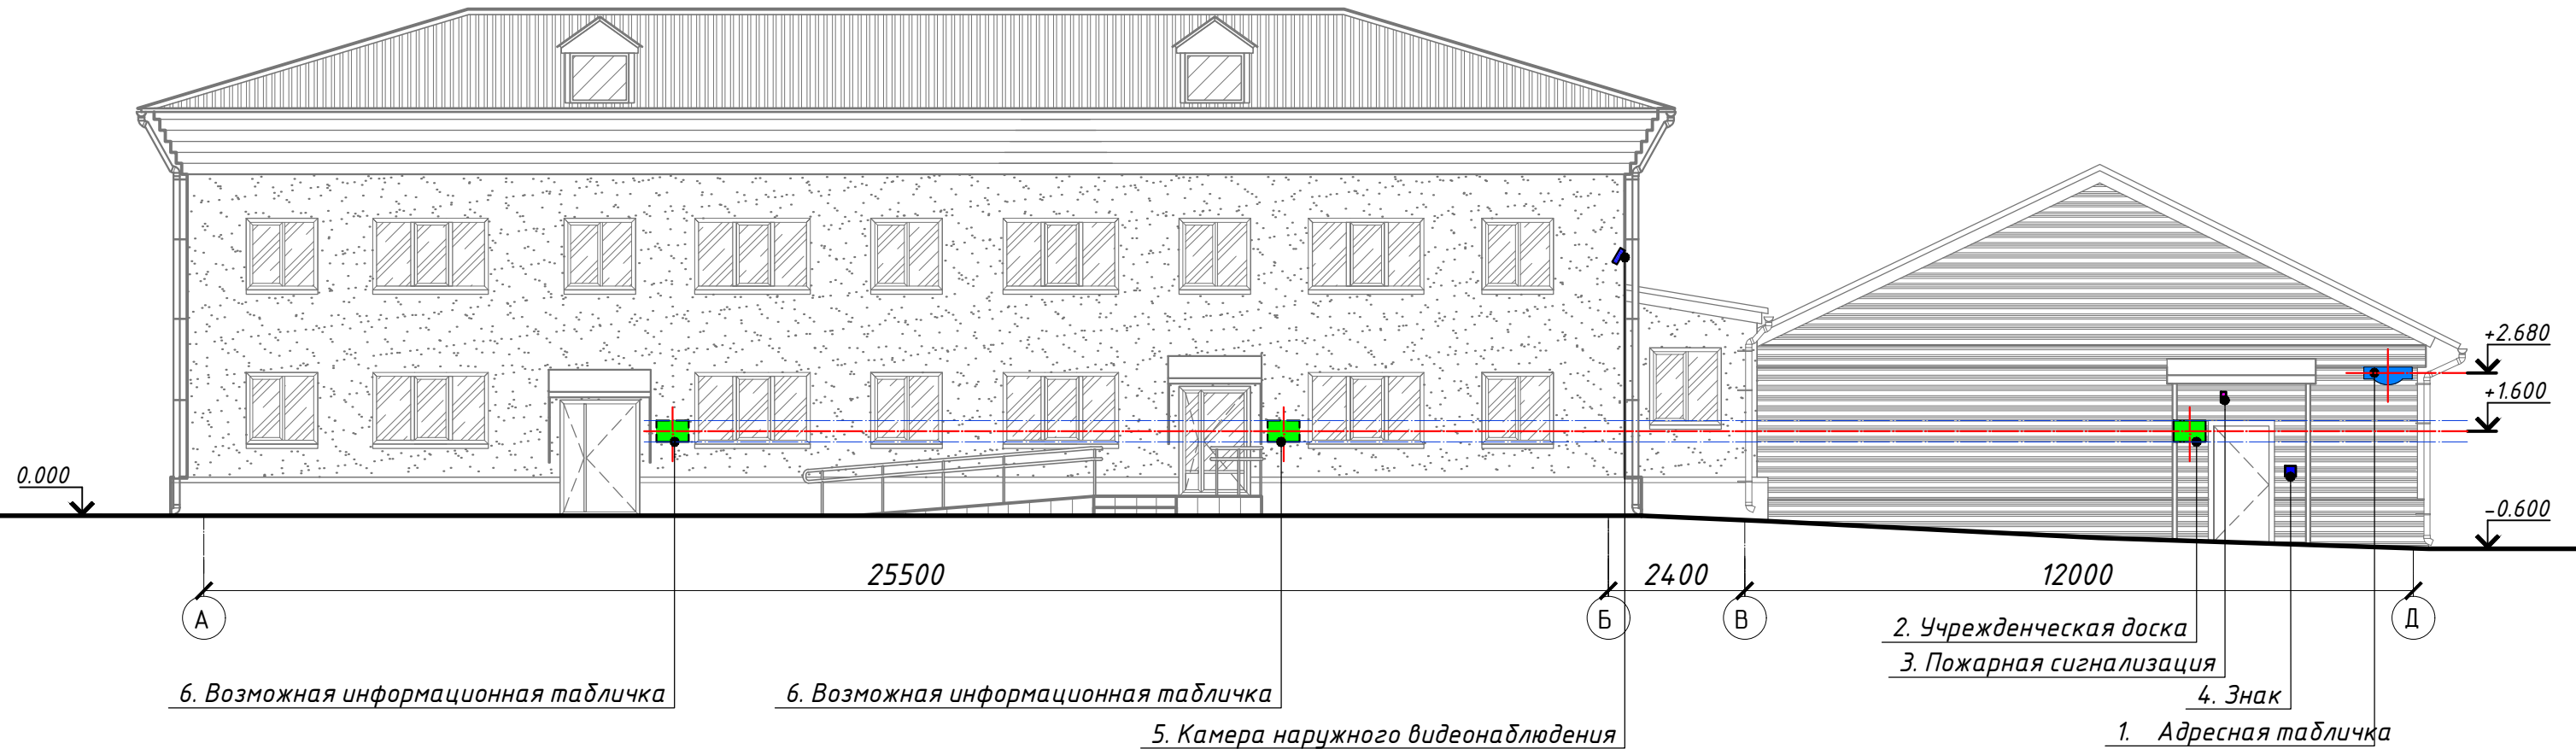 +2.680
+1.600
0.000
-0.600
25500
2400
12000
А
Б
В
Д
2. Учрежденческая доска
3. Пожарная сигнализация
6. Возможная информационная табличка
6. Возможная информационная табличка
4. Знак
5. Камера наружного видеонаблюдения
1. Адресная табличка